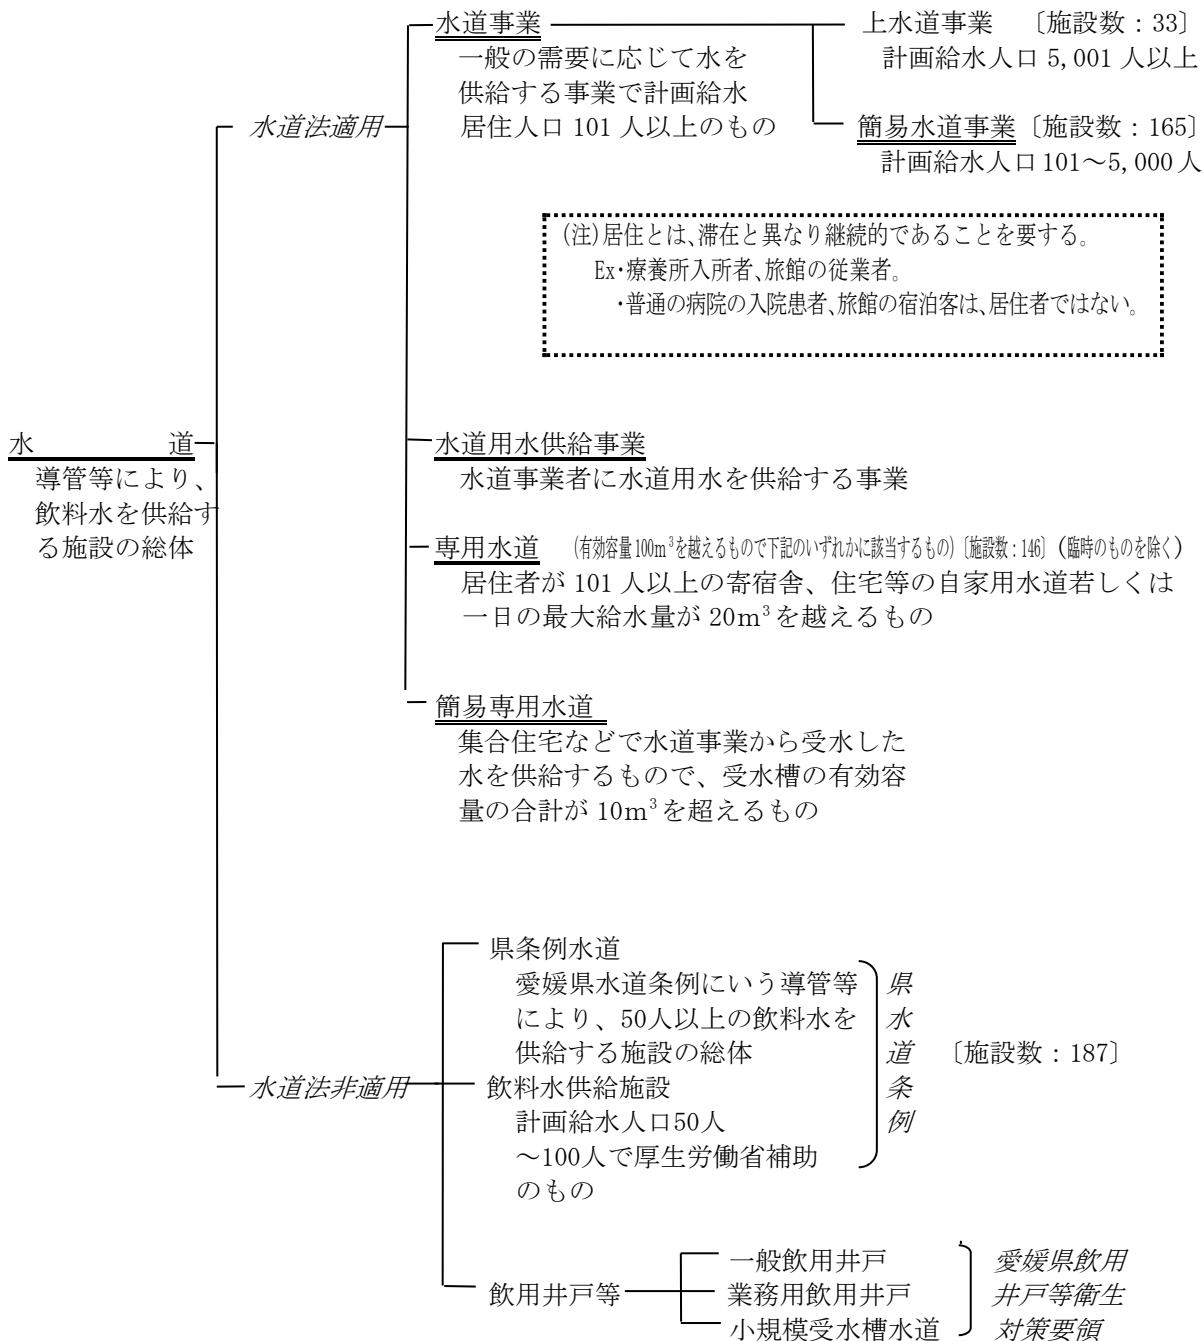 水道事業
一般の需要に応じて水を
供給する事業で計画給水
居住人口 101 人以上のもの
上水道事業 〔施設数：33〕
計画給水人口 5,001 人以上
簡易水道事業〔施設数：165〕
計画給水人口 101～5,000 人
水道法適用
(注)居住とは、滞在と異なり継続的であることを要する。
Ex・療養所入所者、旅館の従業者。
・普通の病院の入院患者、旅館の宿泊客は、居住者ではない。
水 道
導管等により、
飲料水を供給す
る施設の総体
水道用水供給事業
水道事業者に水道用水を供給する事業
専用水道 (有効容量 100m³を越えるもので下記のいずれかに該当するもの)〔施設数：146〕（臨時のものを除く）
居住者が 101 人以上の寄宿舎、住宅等の自家用水道若しくは
一日の最大給水量が 20m³を越えるもの
簡易専用水道
集合住宅などで水道事業から受水した
水を供給するもので、受水槽の有効容
量の合計が 10m³を超えるもの
水道法非適用
県条例水道
愛媛県水道条例にいう導管等
により、50人以上の飲料水を
供給する施設の総体
飲料水供給施設
計画給水人口50人
～100人で厚生労働省補助
のもの
県
水
道
条
例
〔施設数：187〕
飲用井戸等
一般飲用井戸
業務用飲用井戸
小規模受水槽水道
愛媛県飲用
井戸等衛生
対策要領